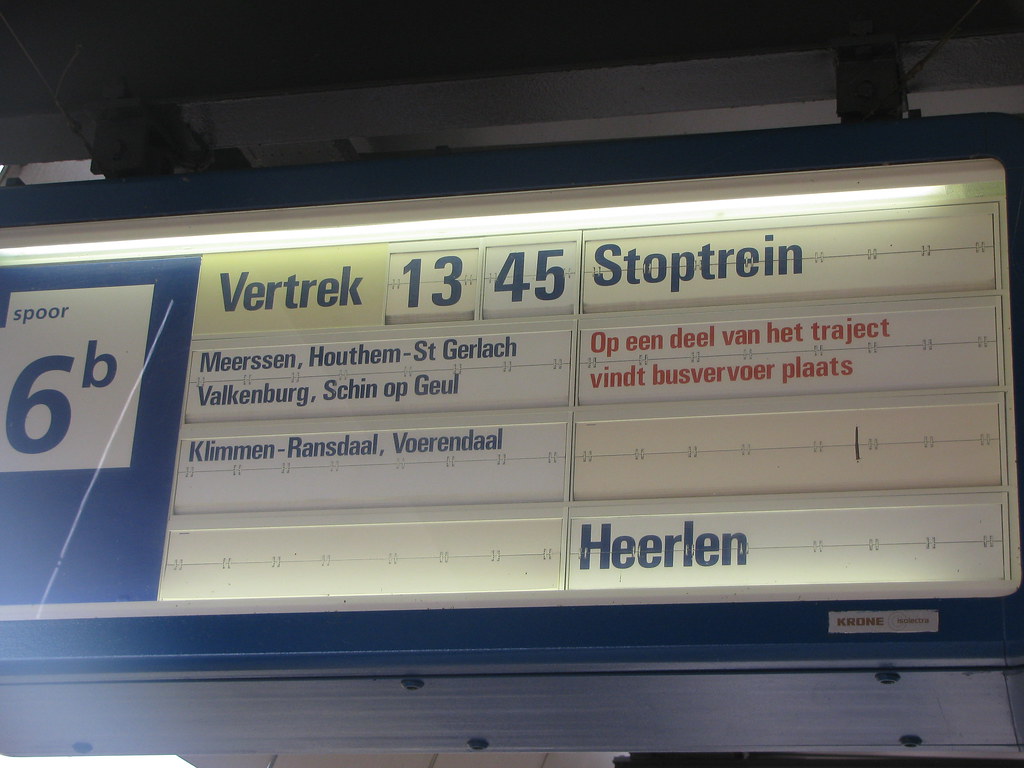 spoor
6b
Vertrek 13 45 Stoptrein
Meerssen, Houthem-St Gerlach
Valkenburg, Schin op Geul
Op een deel van het traject
vindt busvervoer plaats
Klimmen-Ransdaal, Voerendaal
Heerlen
KRONE